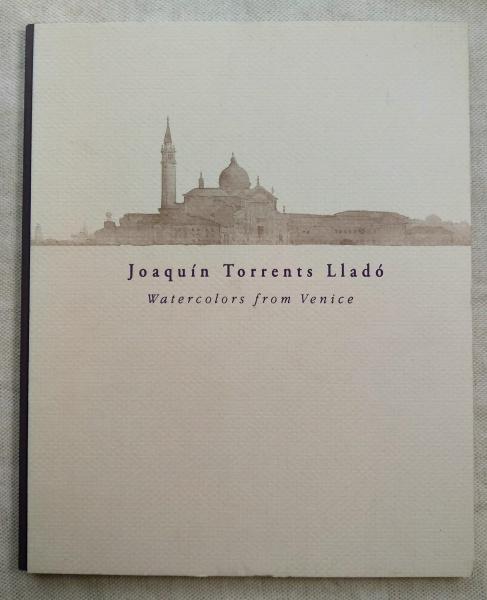 Joaquín Torrents Lladó
Watercolors from Venice